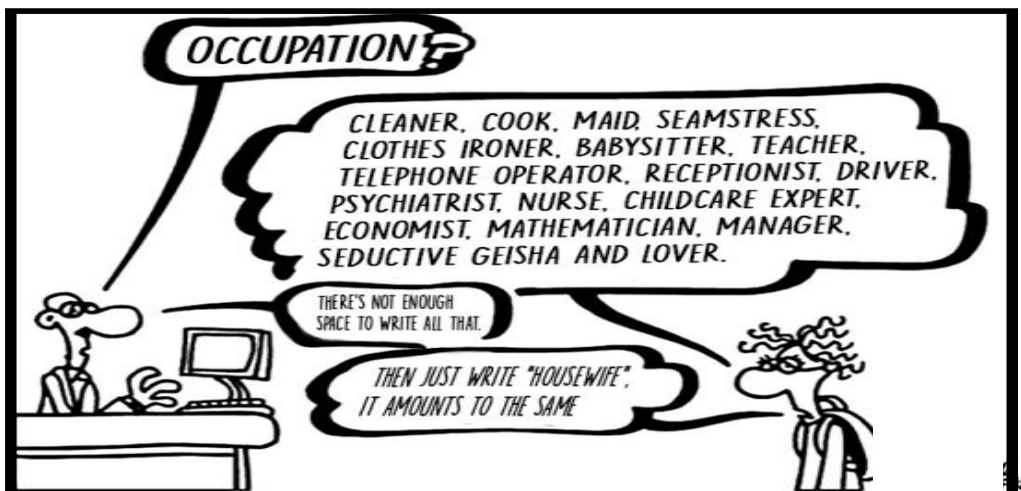 OCCUPATION?
CLEANER, COOK, MAID, SEAMSTRESS,
CLOTHES IRONER, BABYSITTER, TEACHER,
TELEPHONE OPERATOR, RECEPTIONIST, DRIVER,
PSYCHIATRIST, NURSE, CHILDCARE EXPERT,
ECONOMIST, MATHEMATICIAN, MANAGER,
SEDUCTIVE GEISHA AND LOVER.
THERE'S NOT ENOUGH
SPACE TO WRITE ALL THAT.
THEN JUST WRITE "HOUSEWIFE",
IT AMOUNTS TO THE SAME